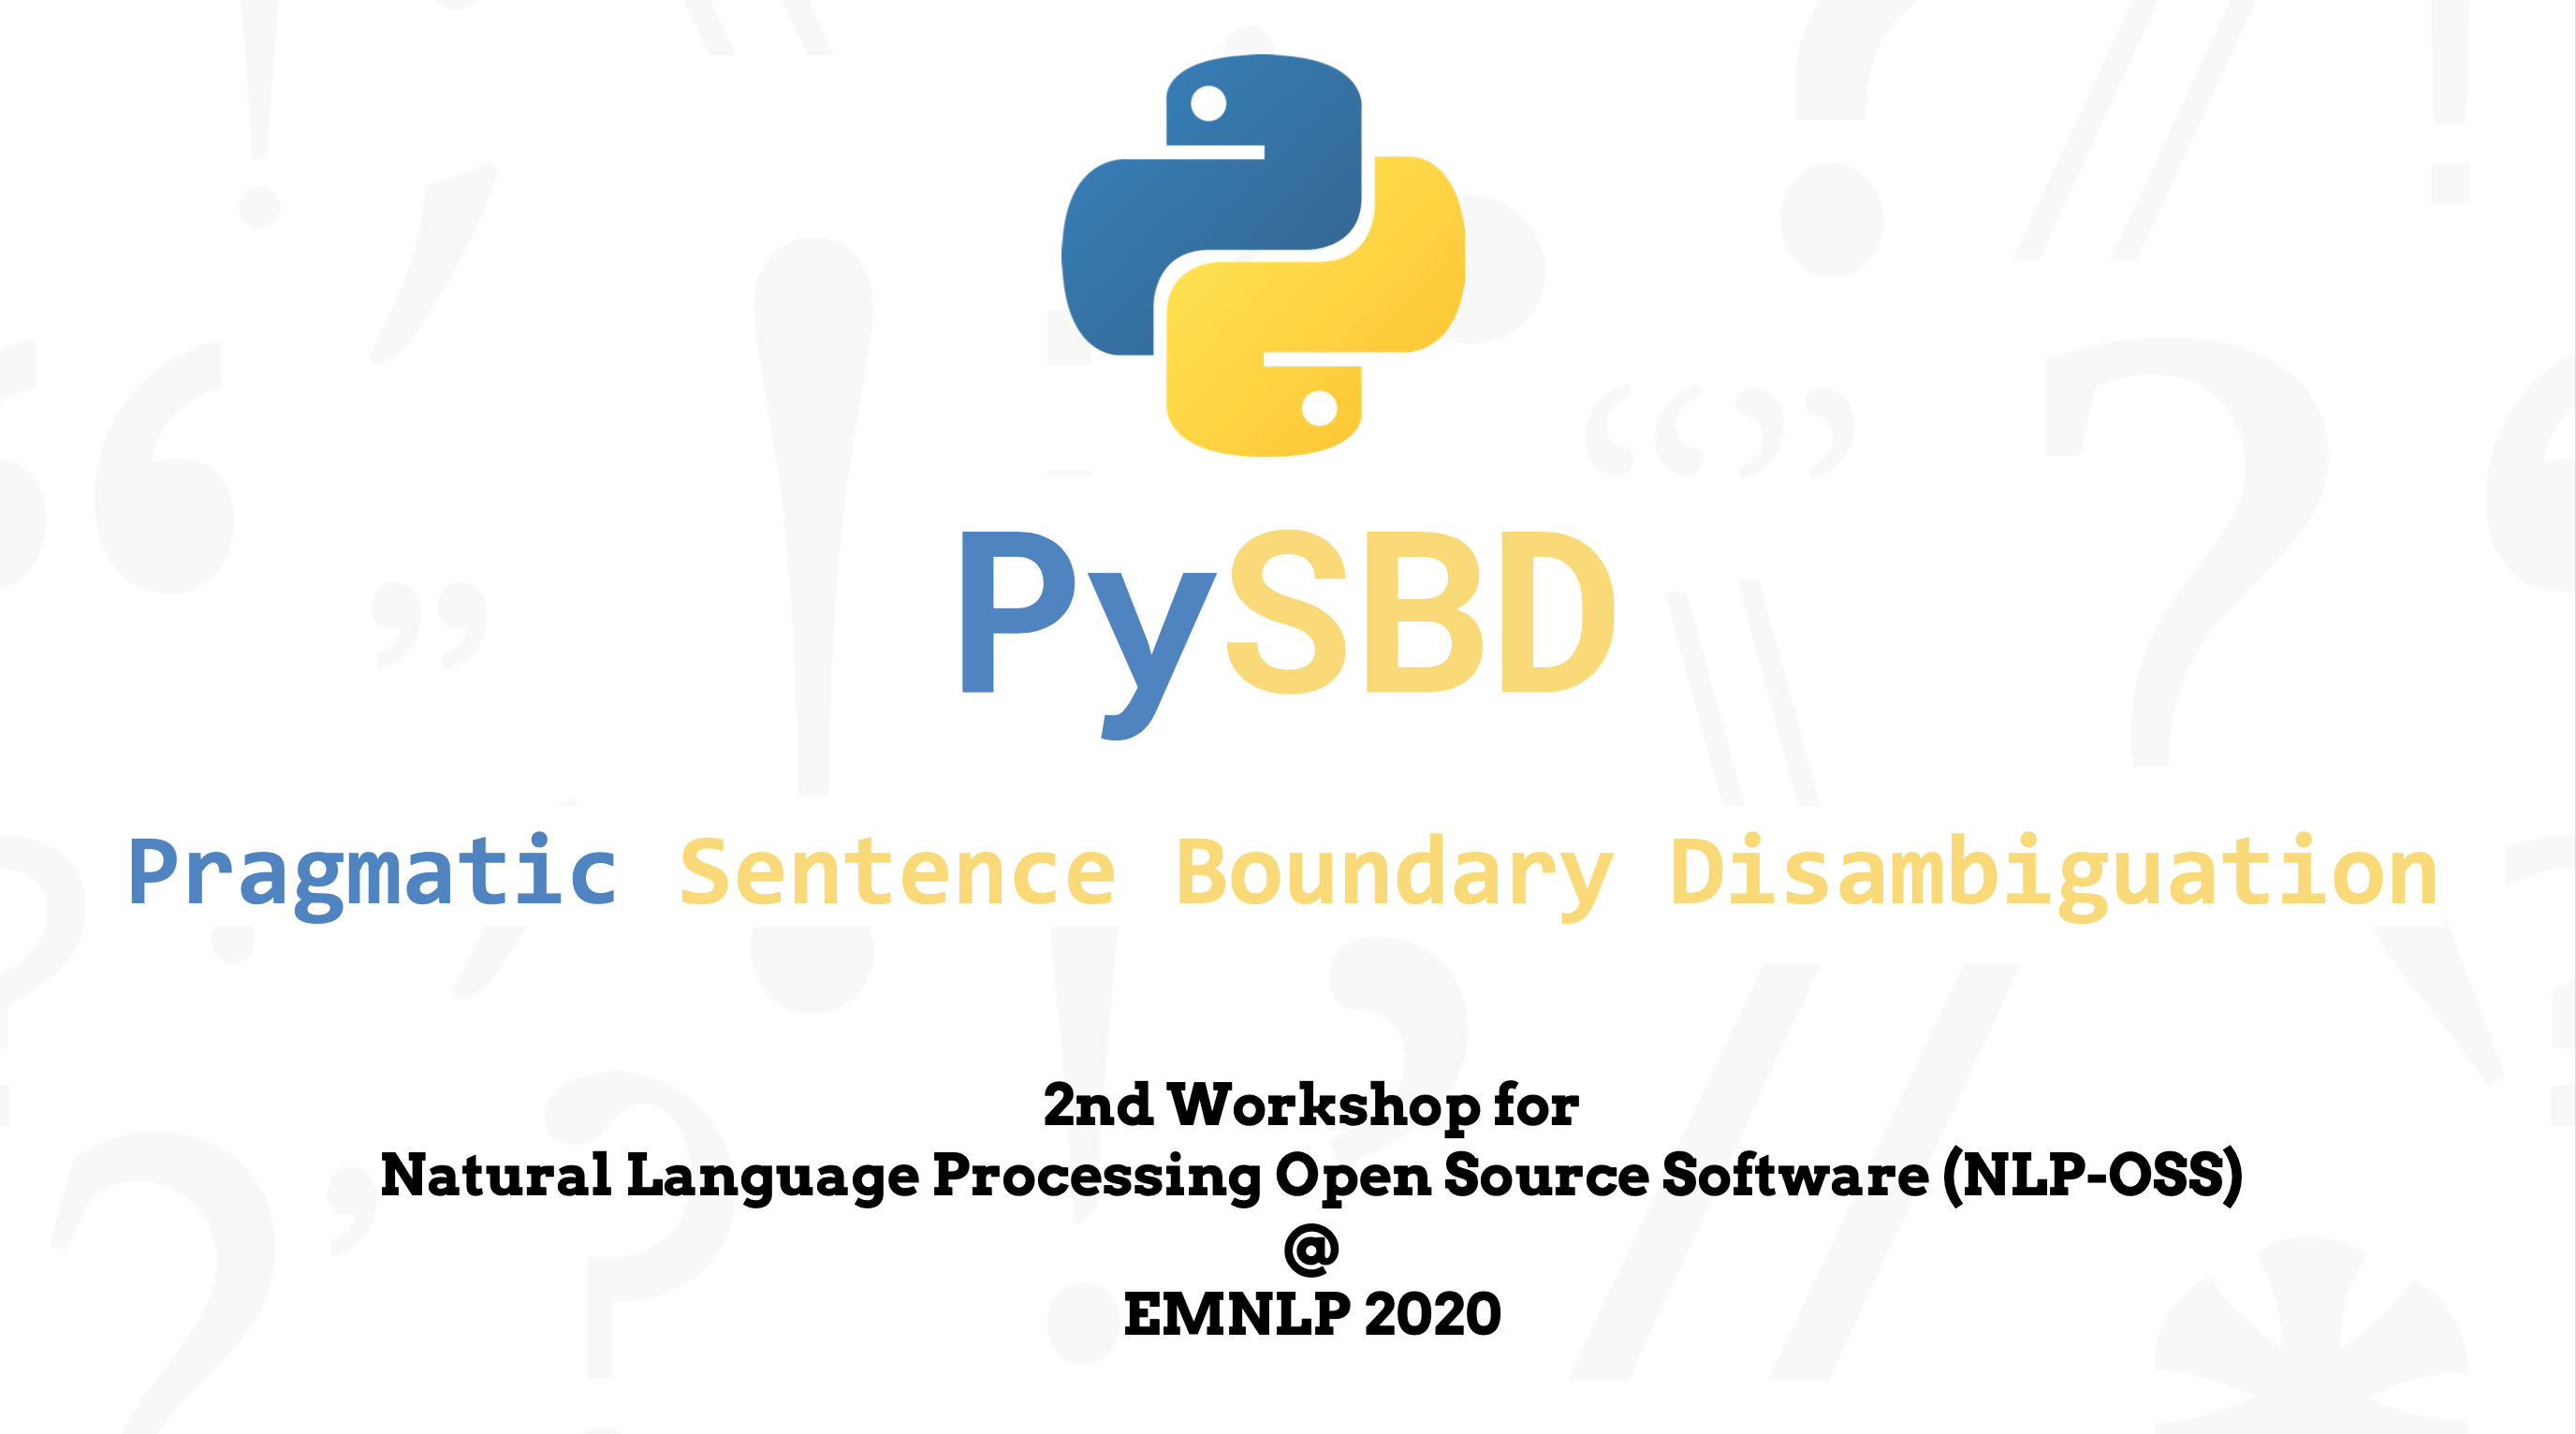 PySBD
Pragmatic Sentence Boundary Disambiguation
2nd Workshop for
Natural Language Processing Open Source Software (NLP-OSS)
@
EMNLP 2020